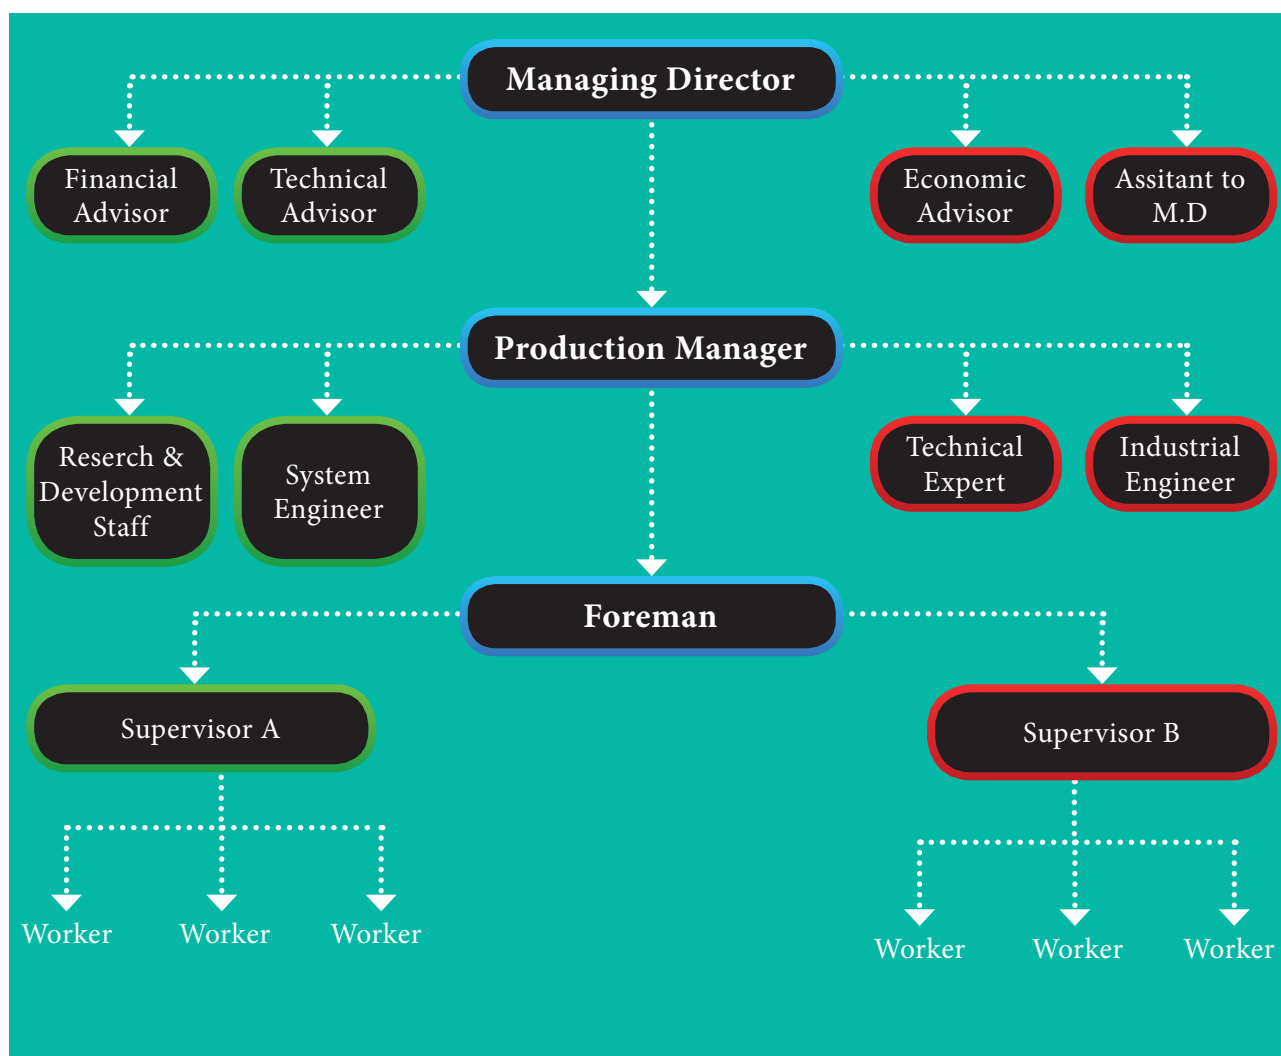 Managing Director
Financial
Advisor
Technical
Advisor
Economic
Advisor
Assitant to
M.D
Production Manager
Reserch &
Development
Staff
System
Engineer
Technical
Expert
Industrial
Engineer
Foreman
Supervisor A
Supervisor B
Worker
Worker
Worker
Worker
Worker
Worker